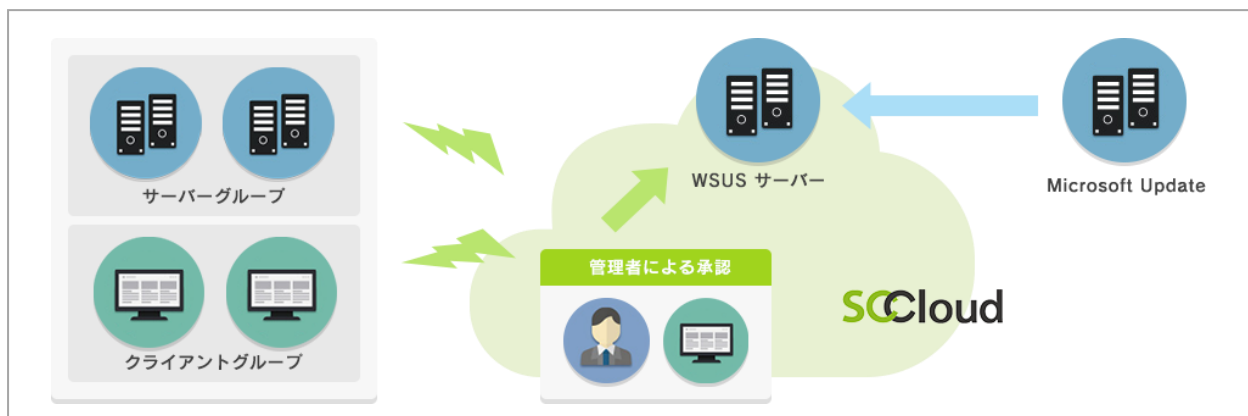 サーバーグループ
クライアントグループ
WSUS サーバー
Microsoft Update
管理者による承認
SCCloud